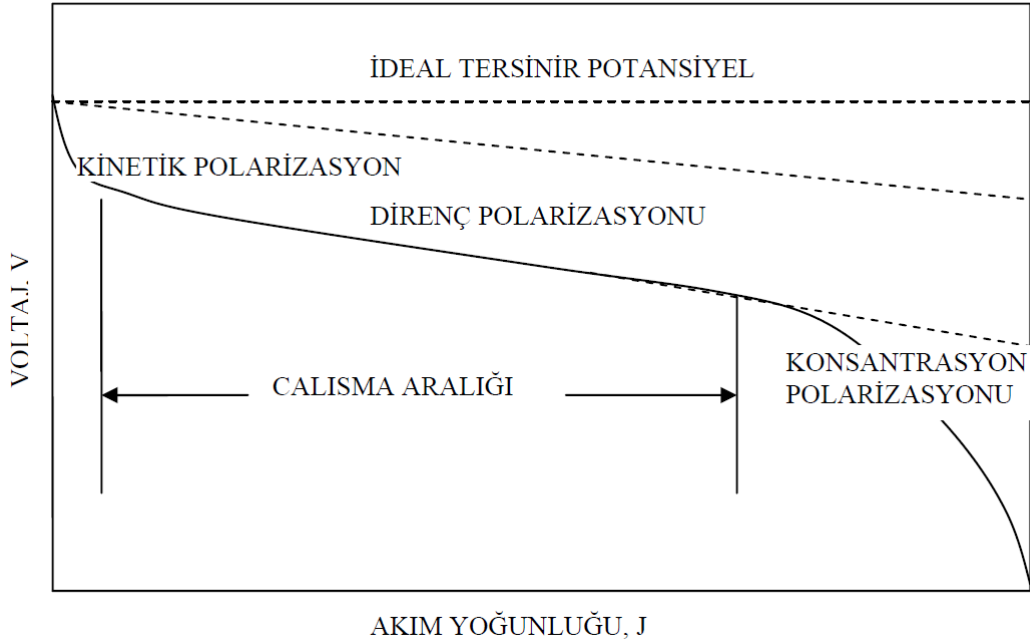 İDEAL TERSİNİR POTANSİYEL
KİNETİK POLARİZASYON
DİRENÇ POLARİZASYONU
VOLTAJ, V
KONSANTRASYON
POLARİZASYONU
CALISMA ARALIĞI
AKIM YOĞUNLUĞU, J